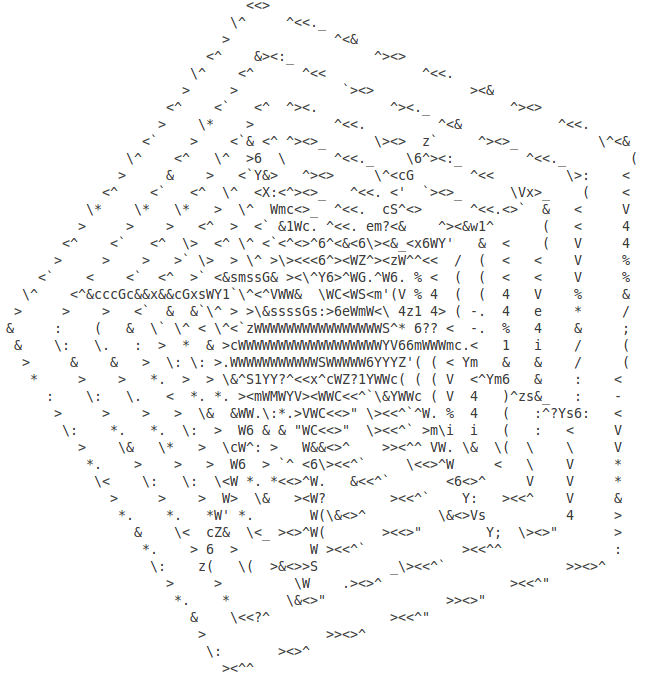 <<>
\^     ^<<._
>             ^<&
<^    &><:_          ^><>
\^    <^      ^<<            ^<<.
>     >             `><>            ><&
<^    <`   <^  ^><.         ^><._          ^><>
>    \*    >          ^<<.         ^<&            ^<<.
<`    >    <`& <^ ^><>_      \><>  z`     ^><>_          \^<&
\^    <^   \^  >6  \      ^<<._    \6^><:_        ^<<._        (
>     &    >   <`Y&>   ^><>     \^<cG       ^<<         \>:    <
<^    <`   <^  \^  <X:<^><>_   ^<<. <'  `><>_      \Vx>_    (    <
\*    \*   \*   >  \^  Wmc<>_  ^<<.  cS^<>      ^<<.<>`  &   <     V
>     >    >   <^  >  <` &1Wc. ^<<. em?<&   ^><&w1^      (   <     4
<^    <`   <^  \>  <^ \^ <`<^<>^6^<&<6\><&_<x6WY'   &  <    (   V     4
>     >    >   >` \>  > \^ >\><<<6^><WZ^><zW^^<<  /  (  <   <   V     %
<`    <    <`  <^  >` <&smssG& ><\^Y6>^WG.^W6. % <  (  (  <   <    V     %
\^    <^&cccGc&&x&&cGxsWY1`\^<^VWW&  \WC<WS<m'(V % 4  (  (  4   V    %     &
>     >    >   <`  &  &`\^ > >\&ssssGs:>6eWmW<\ 4z1 4> ( -.  4   e    *     /
&     :    (   &  \` \^ < \^<`zWWWWWWWWWWWWWWWWS^* 6?? <  -.  %   4    &     ;
&    \:   \.   :  >  *  & >cWWWWWWWWWWWWWWWWWWYV66mWWWmc.<   1   i    /     (
>     &    &   >  \: \: >.WWWWWWWWWWWSWWWWW6YYYZ'( ( < Ym   &   &    /     (
*     >    >   *.  >  > \&^S1YY?^<<x^cWZ?1YWWc( ( ( V  <^Ym6   &    :    <
:    \:   \.   <  *. *. ><mWMWYV><WWC<<^`\&YWWc ( V  4   )^zs&_   :    -
>     >    >   >  \&  &WW.\:*.>VWC<<>" \><<^`^W. %  4   (   :^?Ys6:   <
\:    *.   *.  \:  >  W6 & & "WC<<>"  \><<^` >m\i  i   (   :   <     V
>    \&   \*   >  \cW^: >   W&&<>^    >><^^ VW. \&  \(  \    \     V
*.    >    >   >  W6  > `^ <6\><<^`     \<<>^W     <   \    V     *
\<    \:   \:  \<W *. *<<>^W.   &<<^`       <6<>^     V    V     *
>     >    >  W>  \&   ><W?        ><<^`    Y:   ><<^    V     &
*.    *.   *W' *.       W(\&<>^         \&<>Vs          4     >
&    \<  cZ&  \<_ ><>^W(       ><<>"        Y;  \><>"       >
*.    > 6  >         W ><<^`            ><<^^              :
\:    z(   \(  >&<>>S         _\><<^`               >><>^
>     >         \W    .><>^                ><<^"
*.    *       \&<>"               >><>"
&    \<<?^               ><<^"
>               >><>^
\:       ><>^
><^^